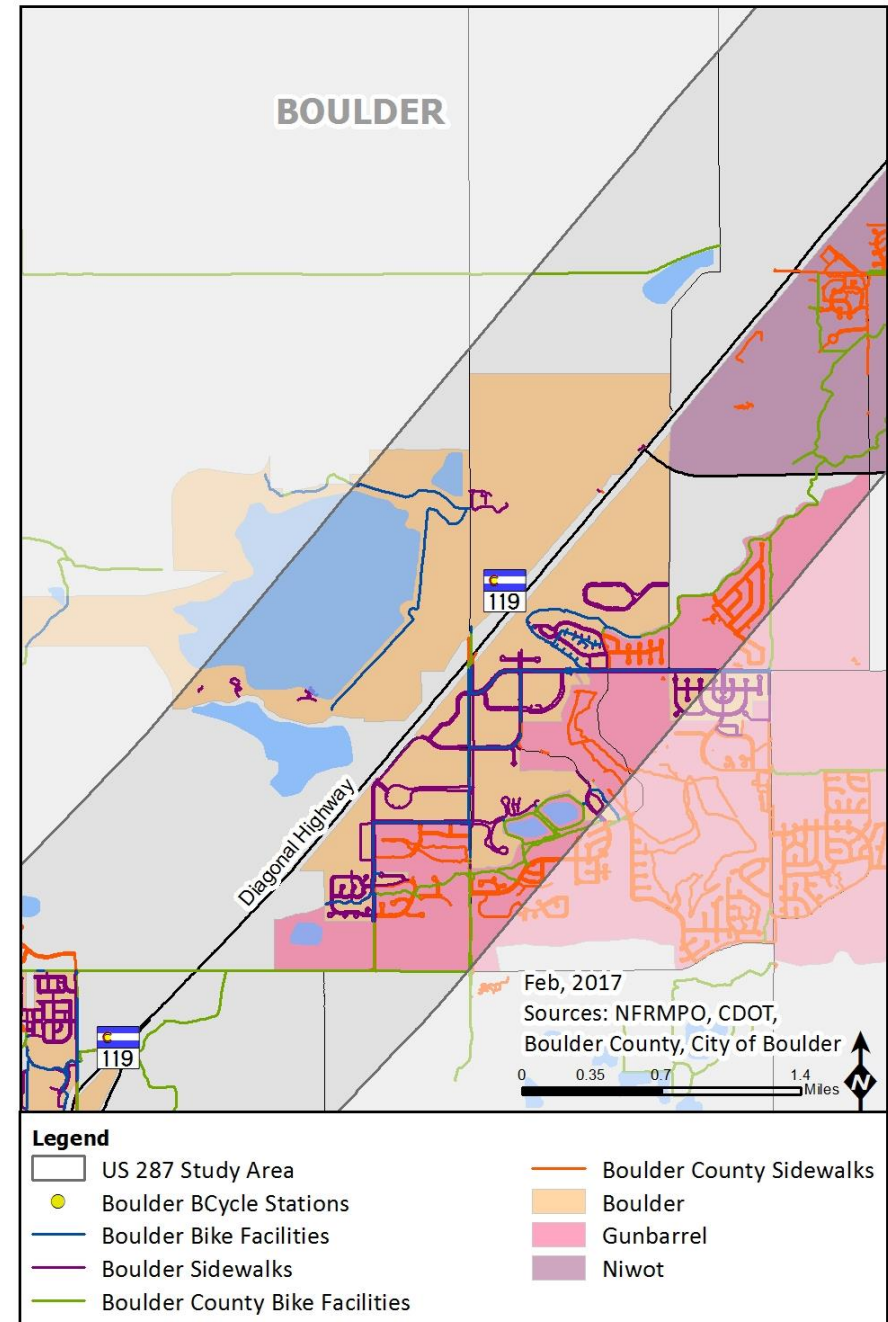 BOULDER
119
Diagonal Highway
119
Feb, 2017
Sources: NFRMPO, CDOT,
Boulder County, City of Boulder
0 0.35 0.7 1.4
Miles
N
Legend
US 287 Study Area
Boulder BCycle Stations
Boulder Bike Facilities
Boulder Sidewalks
Boulder County Bike Facilities
Boulder County Sidewalks
Boulder
Gunbarrel
Niwot